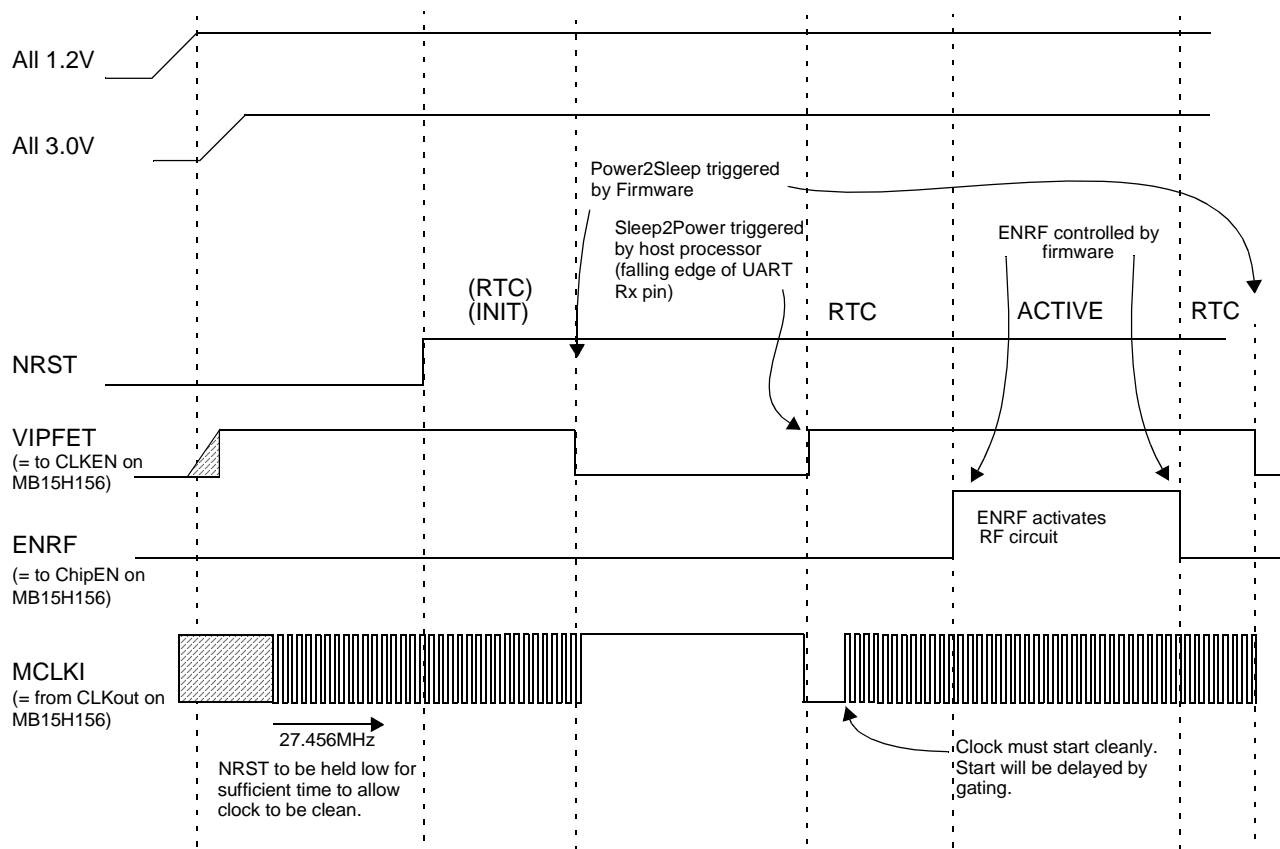 All 1.2V
All 3.0V
Power2Sleep triggered
by Firmware
Sleep2Power triggered
by host processor
(falling edge of UART
Rx pin)
ENRF controlled by
firmware
(RTC)
(INIT)
RTC
ACTIVE
RTC
NRST
VIPFET
(= to CLKEN on
MB15H156)
ENRF activates
RF circuit
ENRF
(= to ChipEN on
MB15H156)
MCLKI
(= from CLKout on
MB15H156)
27.456MHz
NRST to be held low for
sufficient time to allow
clock to be clean.
Clock must start cleanly.
Start will be delayed by
gating.